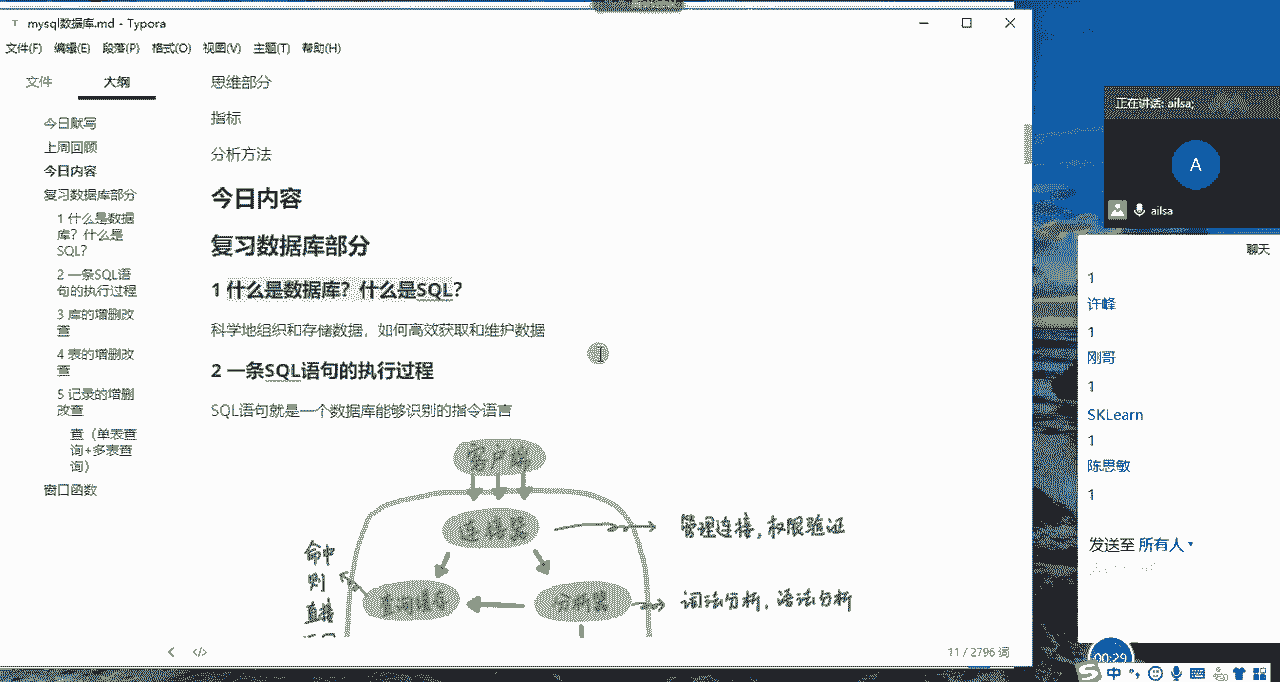 mysql数据库.md - Typora
文件(F) 编辑(E) 段落(P) 格式(O) 视图(V) 主题(T) 帮助(H)
文件 大纲
今日默写
上周回顾
今日内容
复习数据库部分
1 什么是数据
库？什么是
SQL？
2 一条SQL语
句的执行过程
3 库的增删改
查
4 表的增删改
查
5 记录的增删
改查
查（单表查
询+多表查
询）
窗口函数
思维部分
指标
分析方法
今日内容
复习数据库部分
1 什么是数据库？什么是SQL？
科学地组织和存储数据，如何高效获取和维护数据
2 一条SQL语句的执行过程
SQL语句就是一个数据库能够识别的指令语言
客户端
连接器
管理连接，权限验证
命中
则
直接
查询缓存
分析器
词法分析，语法分析
11 / 2796 词
正在讲话: ailsa;
A
ailsa
聊天
1
许峰
1
刚哥
1
SKLearn
1
陈思敏
1
发送至 所有人
00:29
中